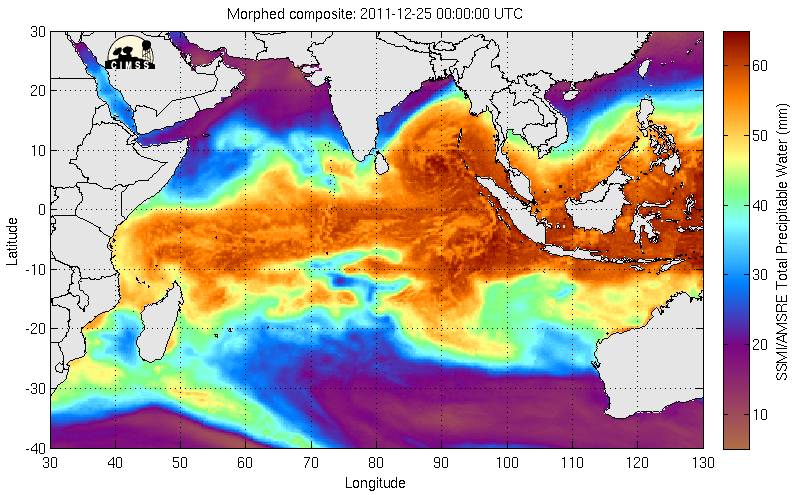 Morphed composite: 2011-12-25 00:00:00 UTC
CIMSS
30
20
10
0
-10
-20
-30
-40
Latitude
30 40 50 60 70 80 90 100 110 120 130
Longitude
60
50
40
30
20
10
SSMI/AMSRE Total Precipitable Water (mm)